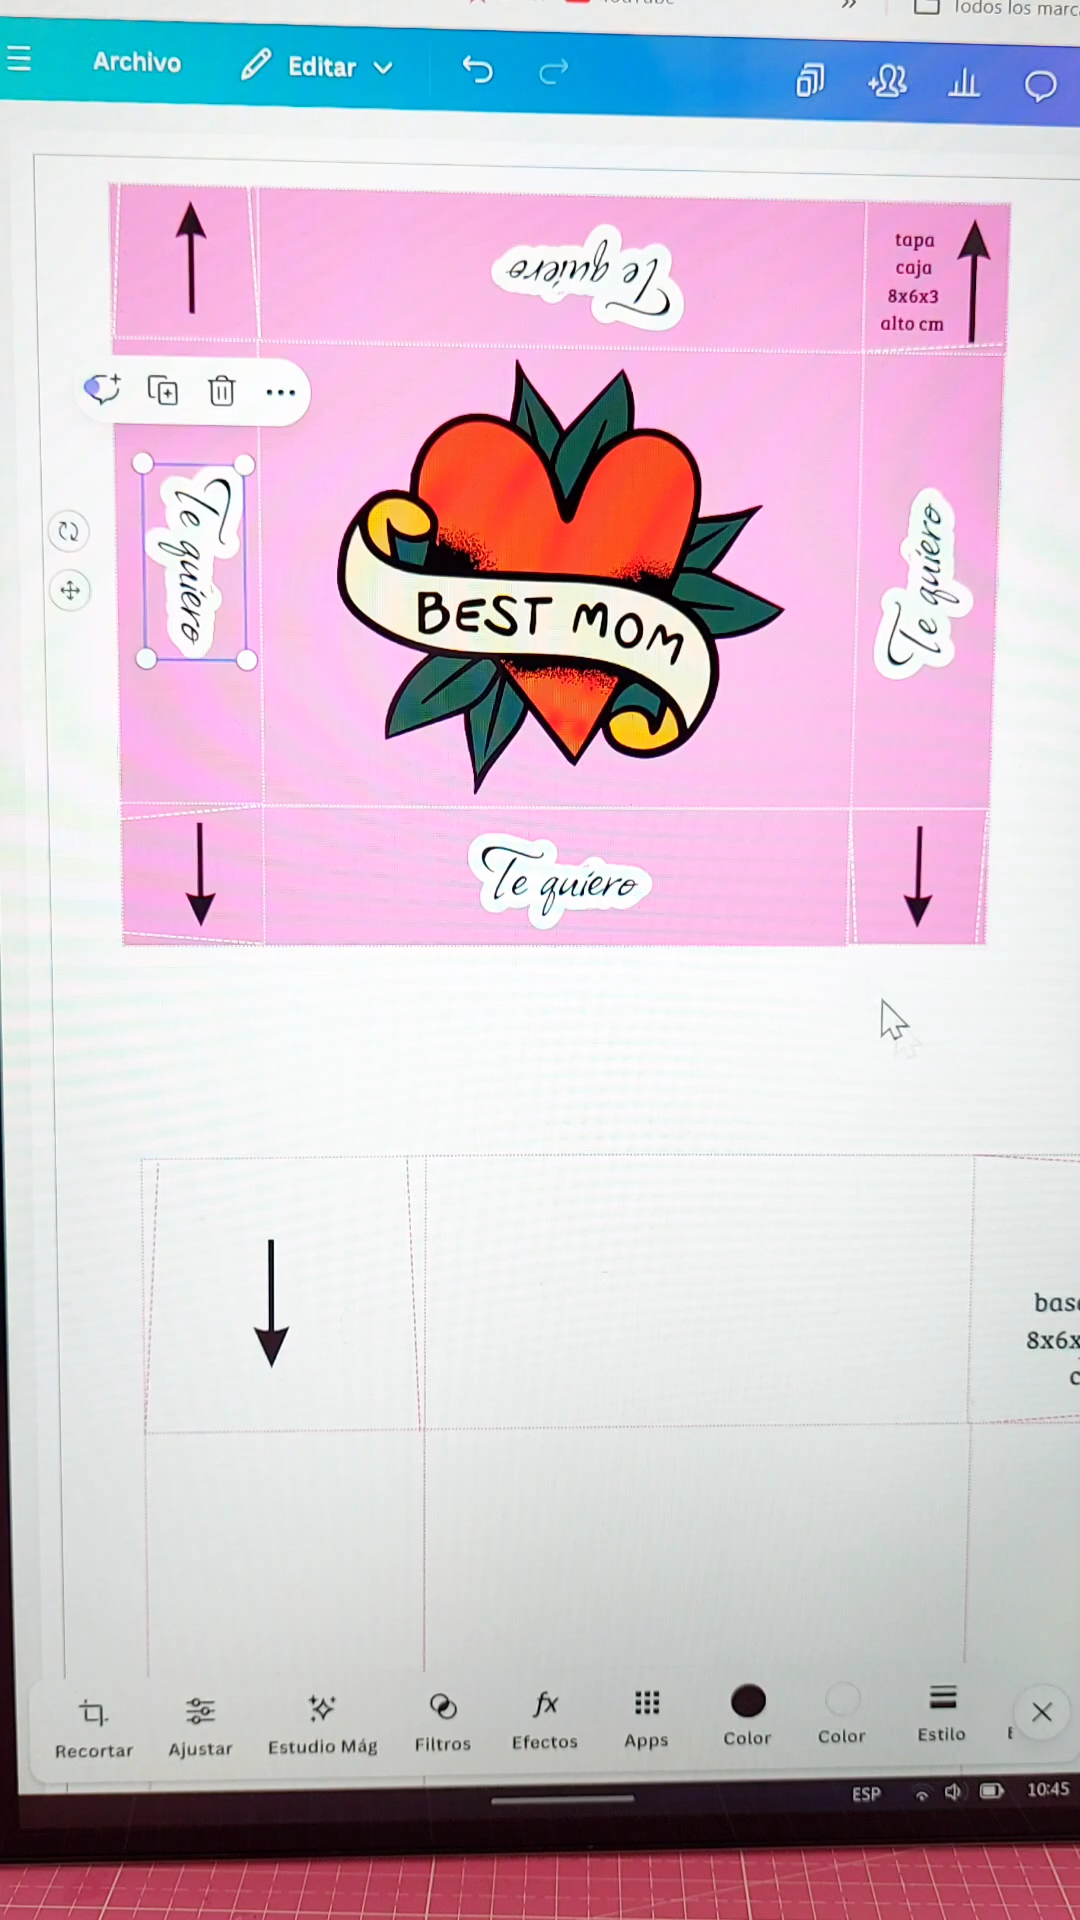 Todos los marc
Archivo
Editar
Te quiero
tapa
caja
8x6x3
alto cm
Te quiero
BEST MOM
Te quiero
Te quiero
bas
8x6x
c
Recortar
Ajustar
Estudio Mág
Filtros
Efectos
Apps
Color
Color
Estilo
ESP
10:45